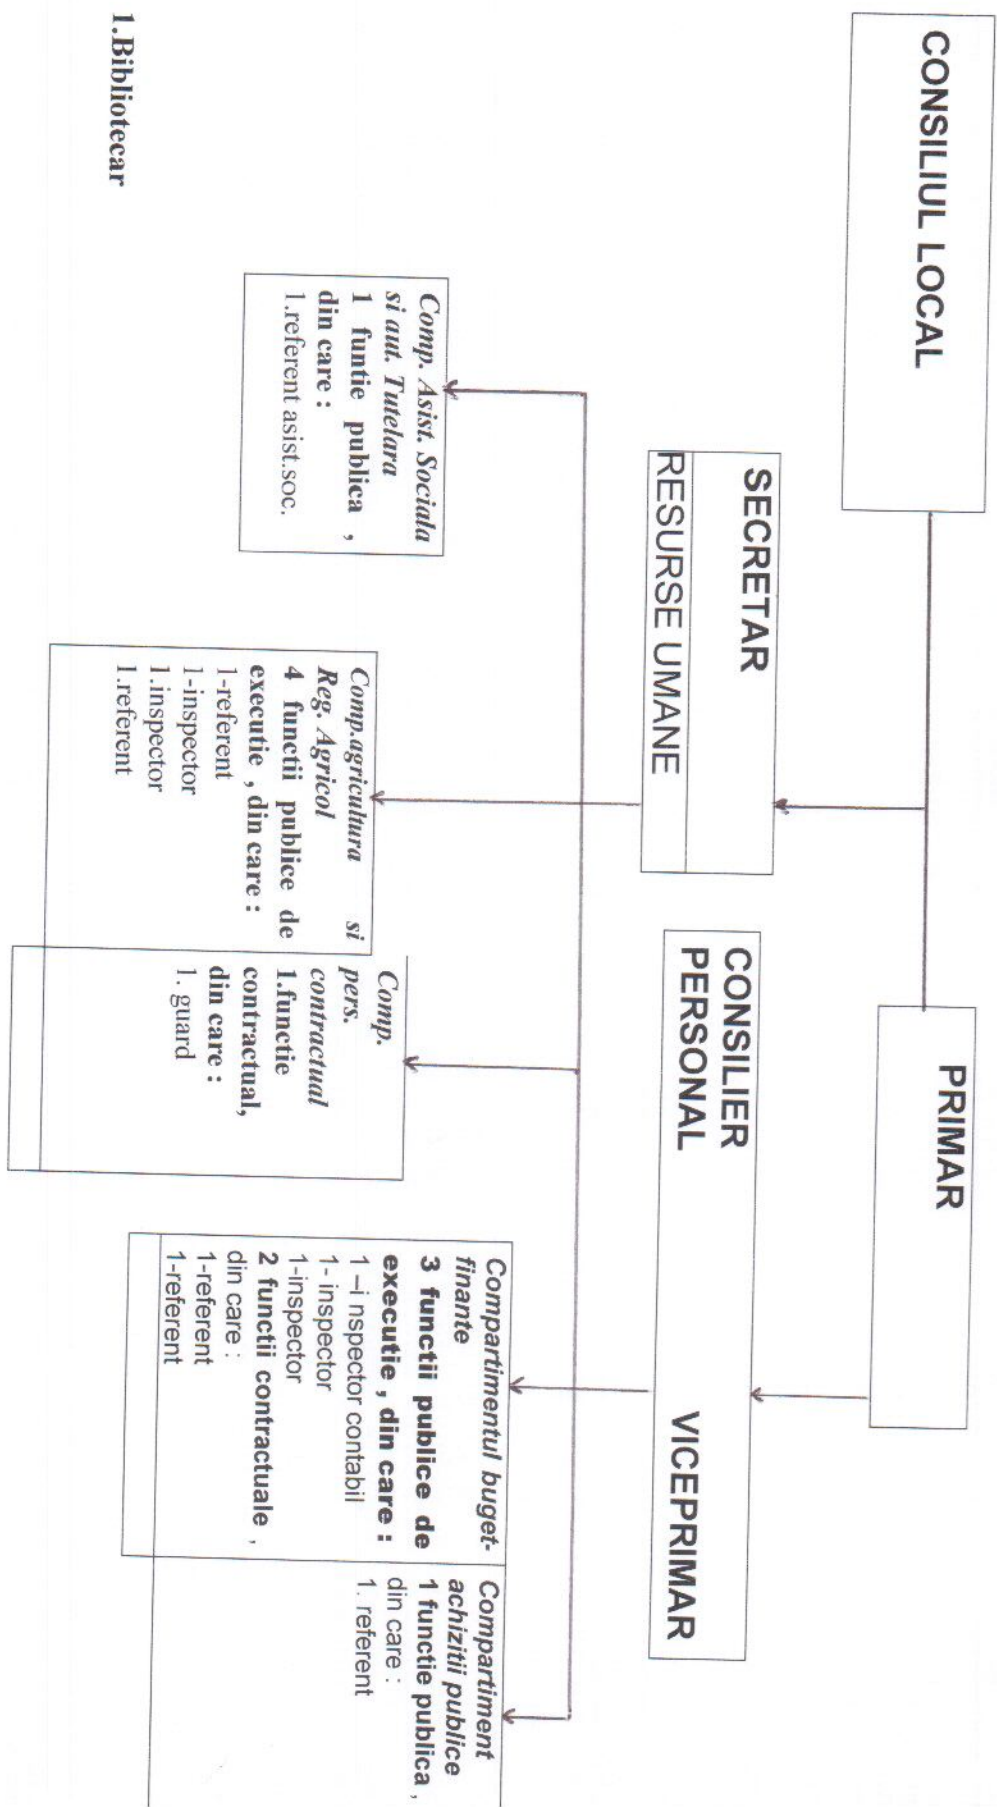 CONSILIUL LOCAL
PRIMAR
SECRETAR
RESURSE UMANE
CONSILIER
PERSONAL VICEPRIMAR
Comp. Asist. Sociala
si aut. Tutelara
1 funtie publica ,
din care :
1.referent asist.soc.
Comp.agricultura si
Reg. Agricol
4 functii publice de
executie , din care :
1-referent
1-inspector
1.inspector
1.referent
Comp.
pers.
contractual
1.functie
contractual,
din care :
1. guard
Compartimentul buget-
finante
3 functii publice de
executie , din care :
1 –i nspector contabil
1- inspector
1-inspector
2 functii contractuale ,
din care :
1-referent
1-referent
Compartiment
achizitii publice
1 functie publica ,
din care :
1. referent
1.Bibliotecar